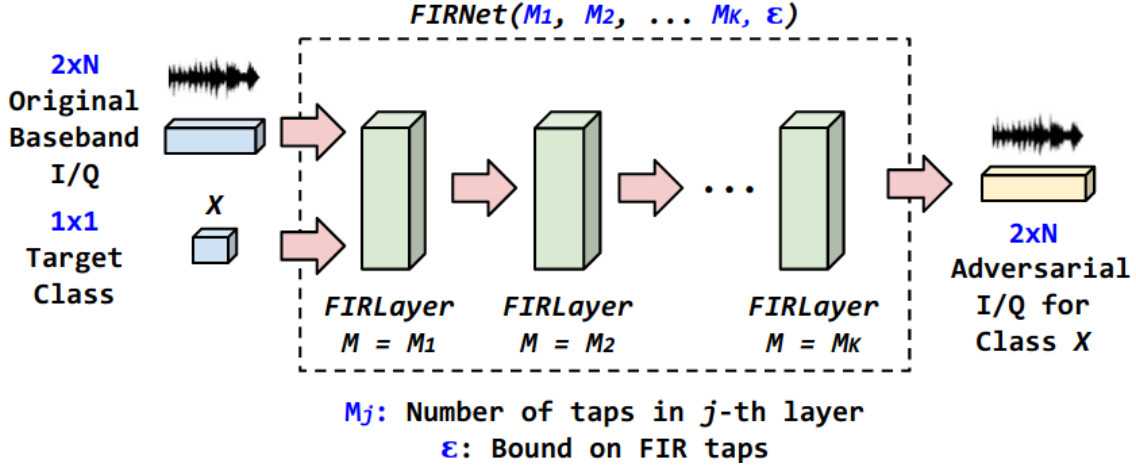 FIRNet(M1, M2, ... MK, ε)
2xN
Original
Baseband
I/Q
1x1
Target
Class
X
...
FIRLayer
M = M1
FIRLayer
M = M2
FIRLayer
M = MK
2xN
Adversarial
I/Q for
Class X
Mj: Number of taps in j-th layer
ε: Bound on FIR taps